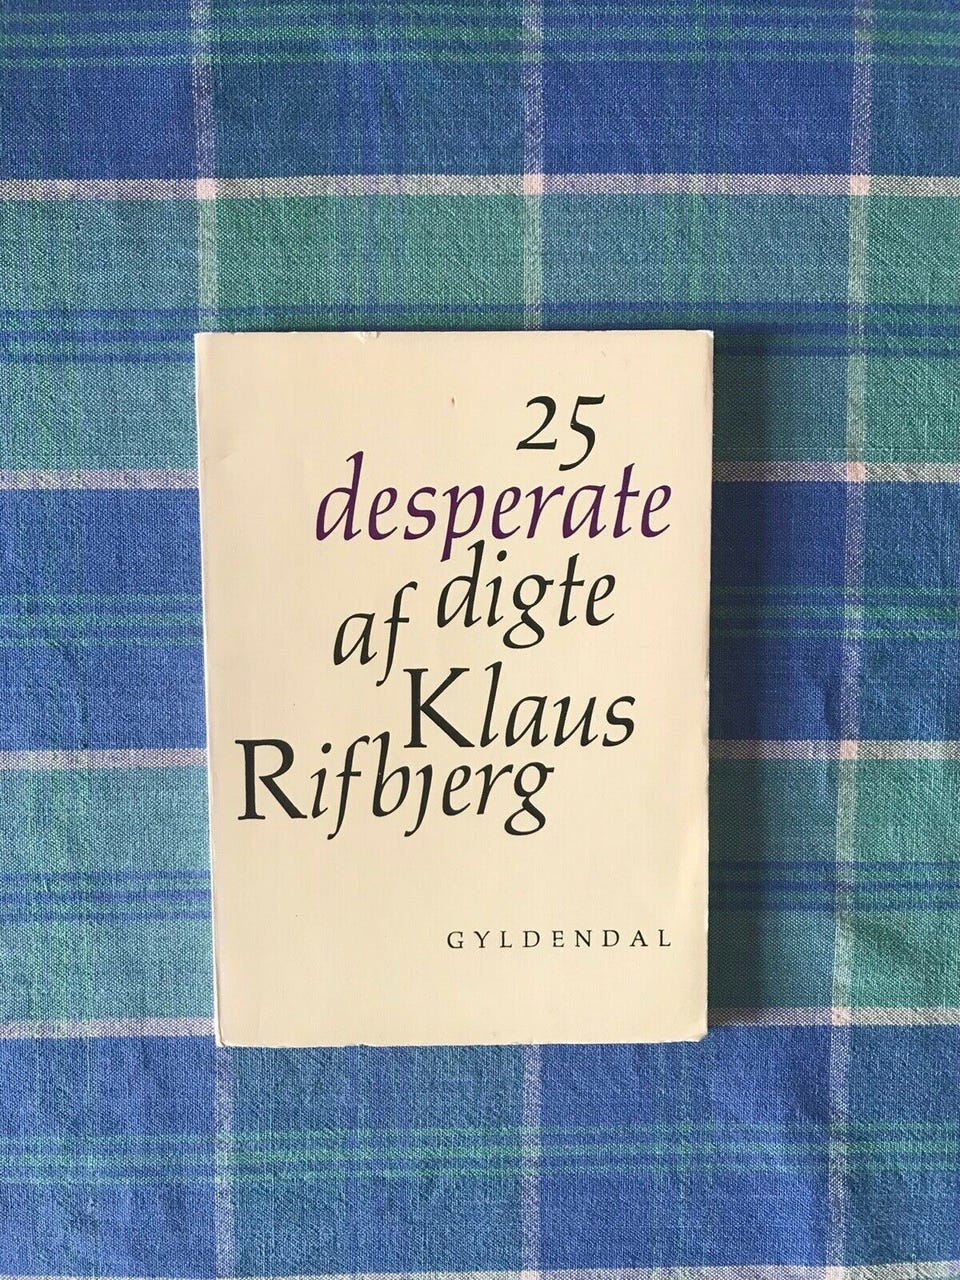 25
desperate
digte
af
Klaus
Rifbjerg
GYLDENDAL